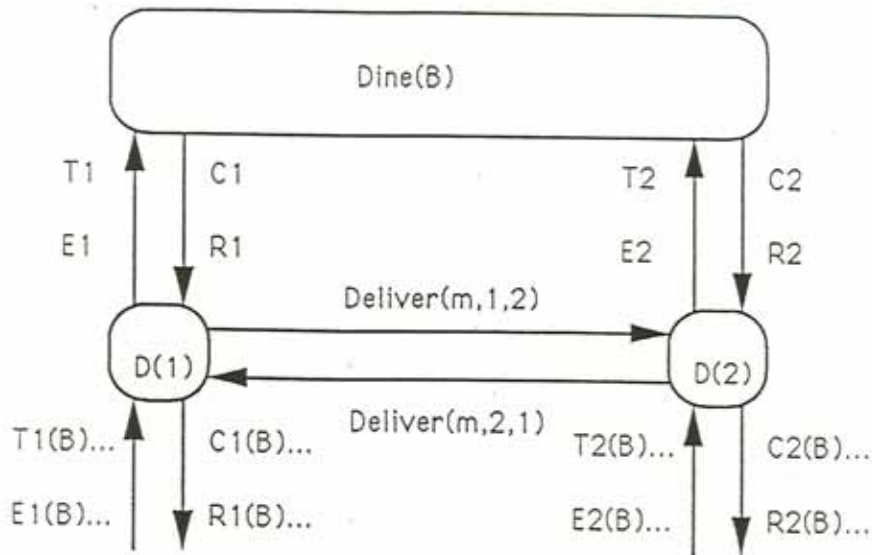 Dine(B)
T1 C1 T2 C2
E1 R1 E2 R2
Deliver(m,1,2)
D(1) D(2)
Deliver(m,2,1)
T1(B)... C1(B)... T2(B)... C2(B)...
E1(B)... R1(B)... E2(B)... R2(B)...